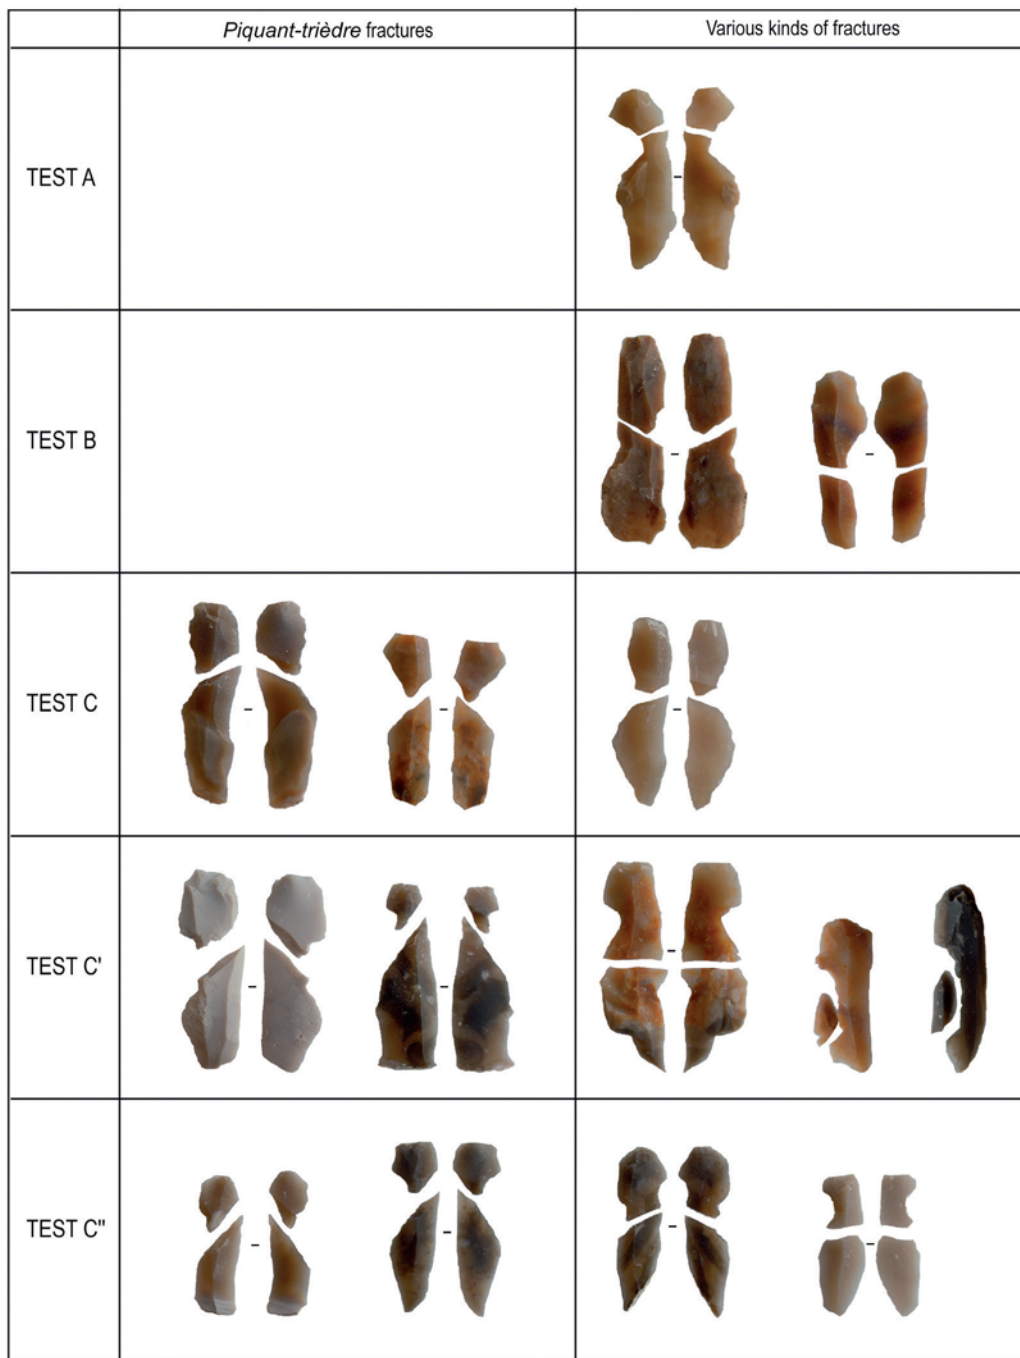 Piquant-trièdre fractures
Various kinds of fractures
TEST A
TEST B
TEST C
TEST C'
TEST C"